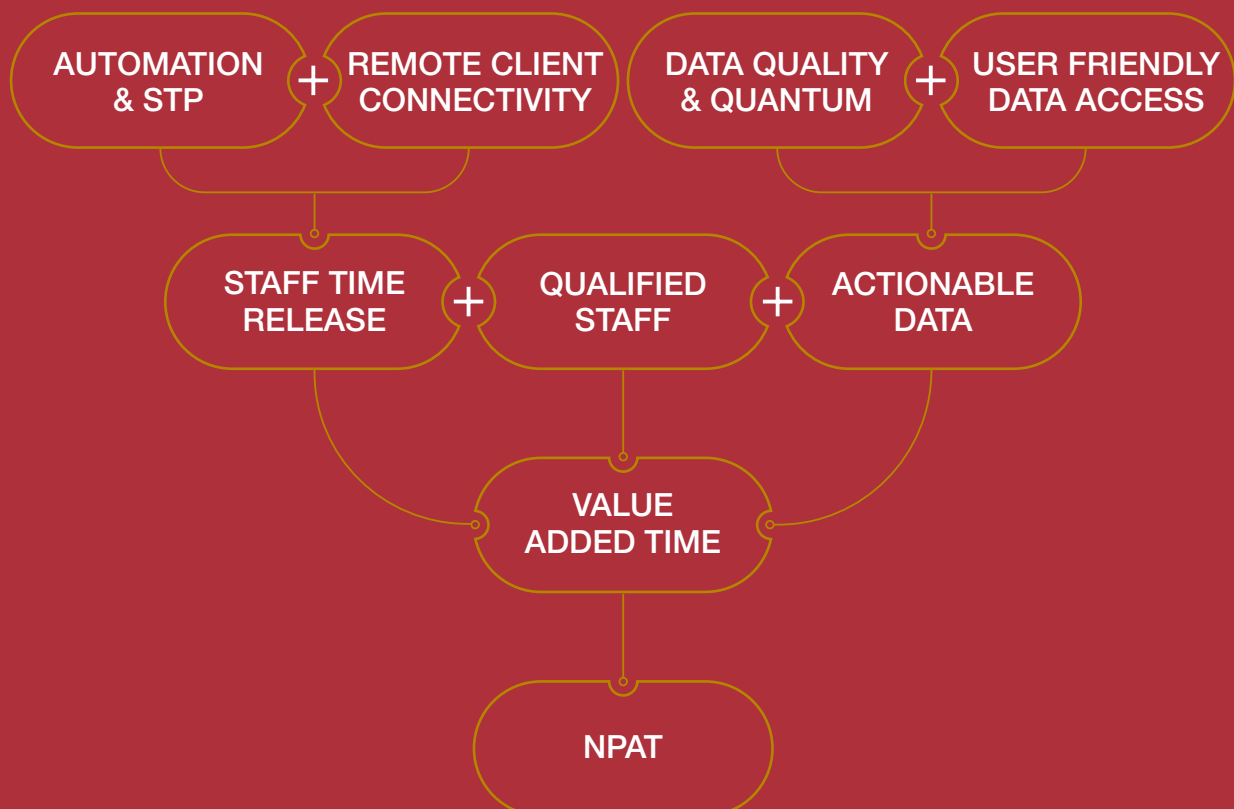 AUTOMATION
& STP
+
REMOTE CLIENT
CONNECTIVITY
DATA QUALITY
& QUANTUM
+
USER FRIENDLY
DATA ACCESS
STAFF TIME
RELEASE
+
QUALIFIED
STAFF
+
ACTIONABLE
DATA
VALUE
ADDED TIME
NPAT